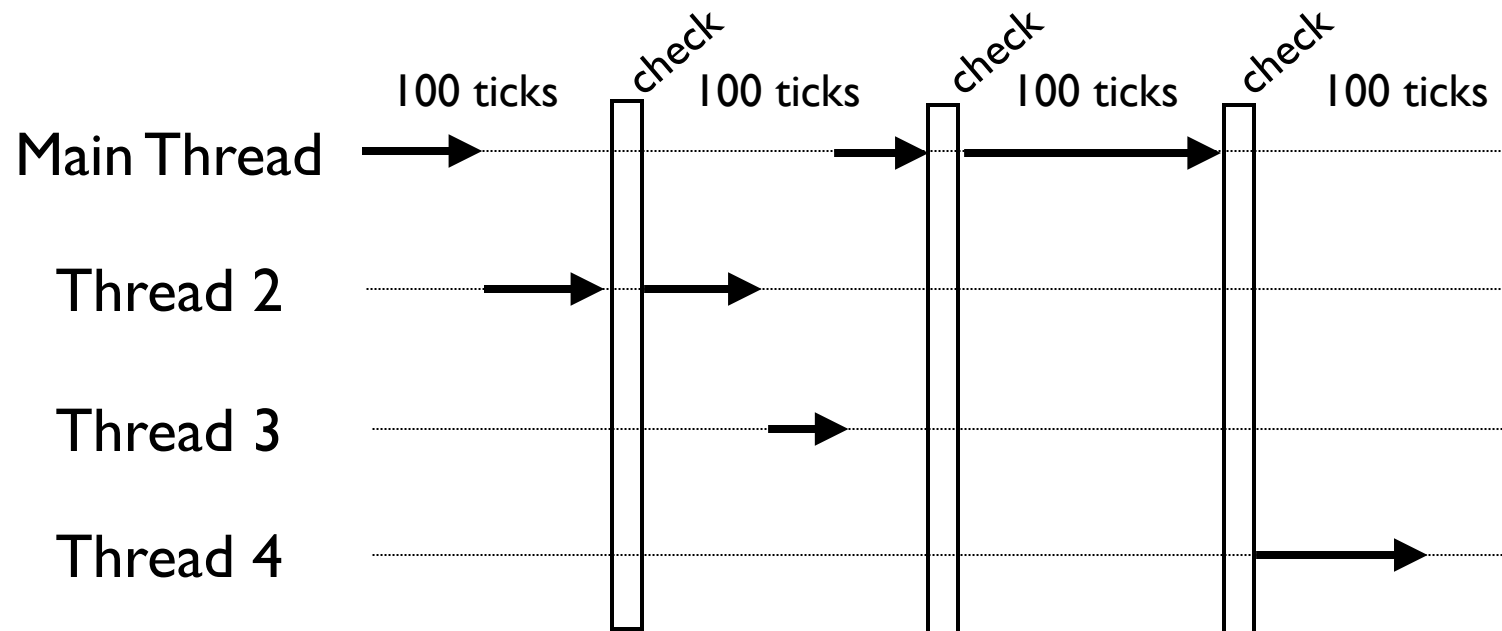 check check check
100 ticks 100 ticks 100 ticks 100 ticks
Main Thread
Thread 2
Thread 3
Thread 4